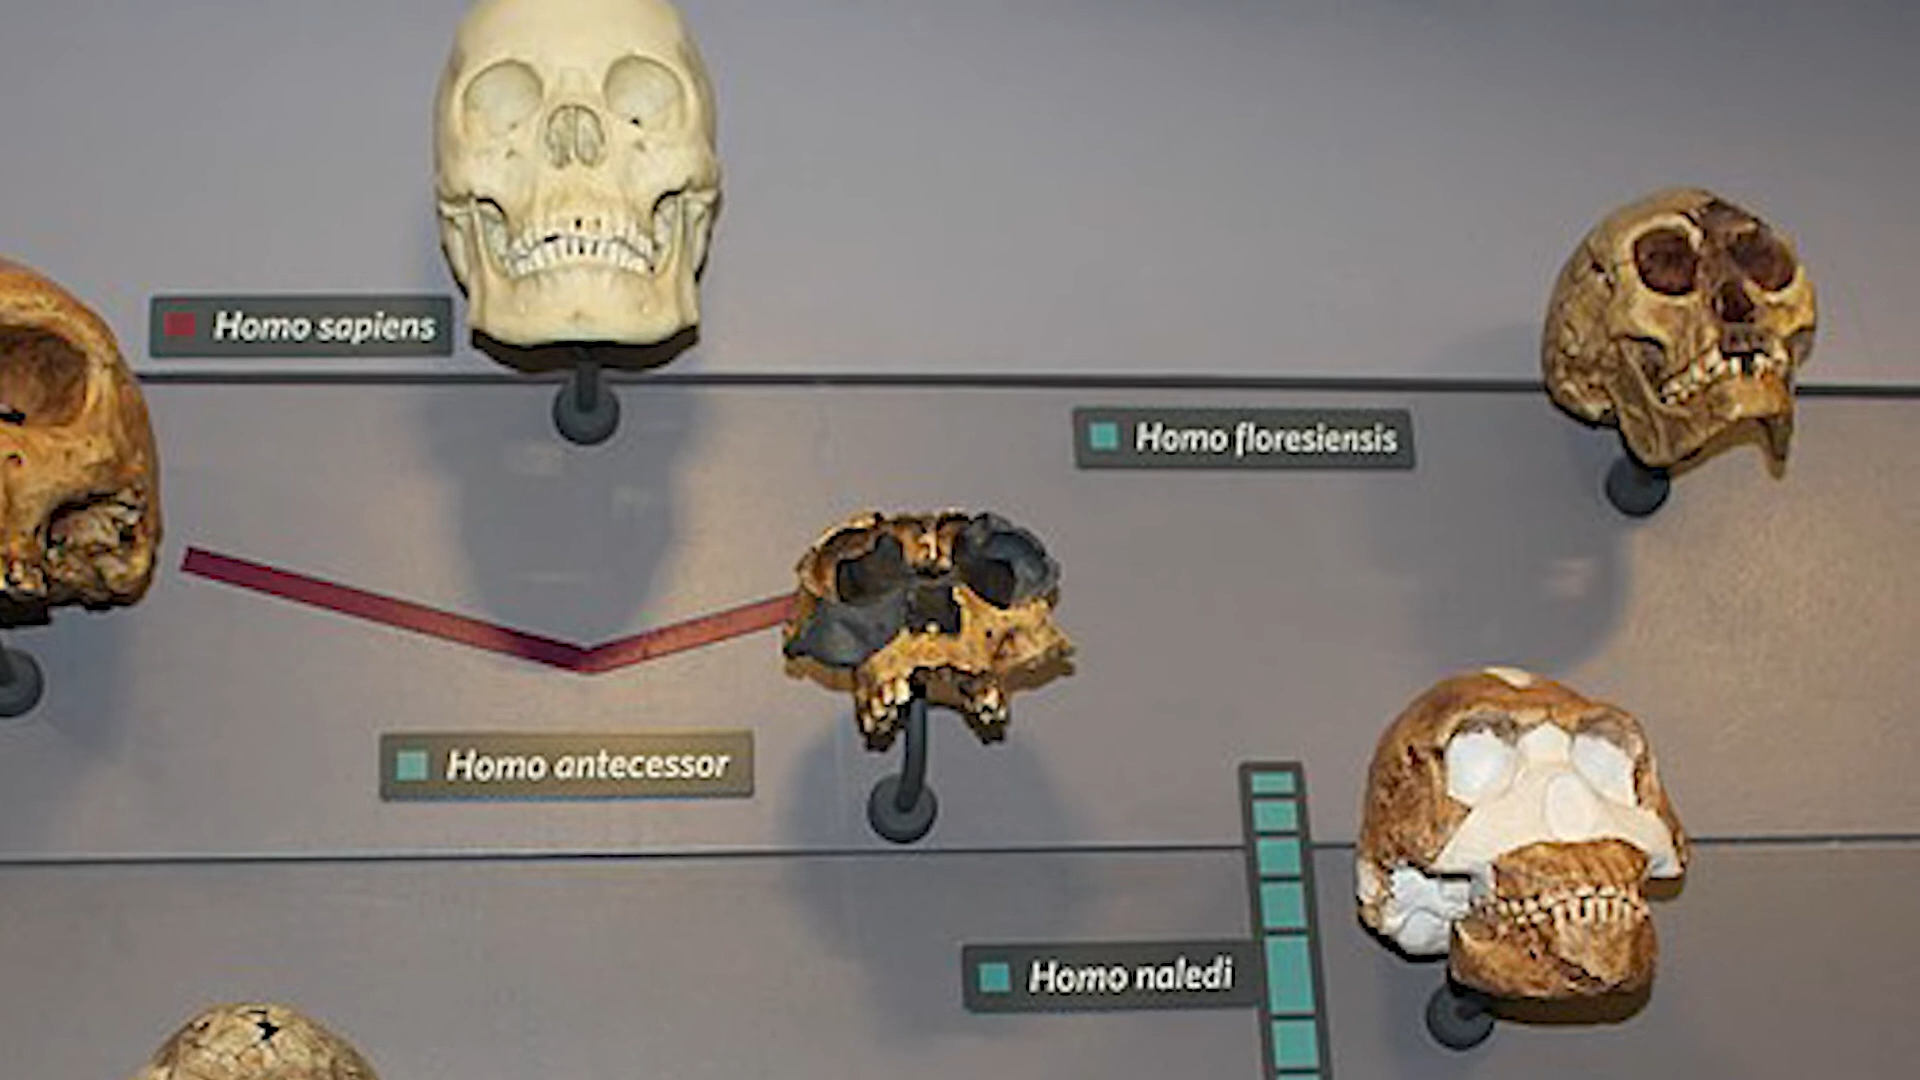 Homo sapiens
Homo floresiensis
Homo antecessor
Homo naledi